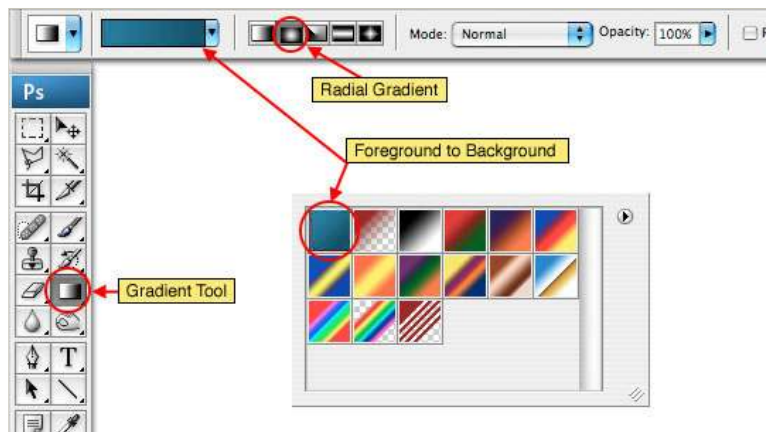 Mode: Normal Opacity: 100%
Radial Gradient
Ps
Foreground to Background
Gradient Tool
T